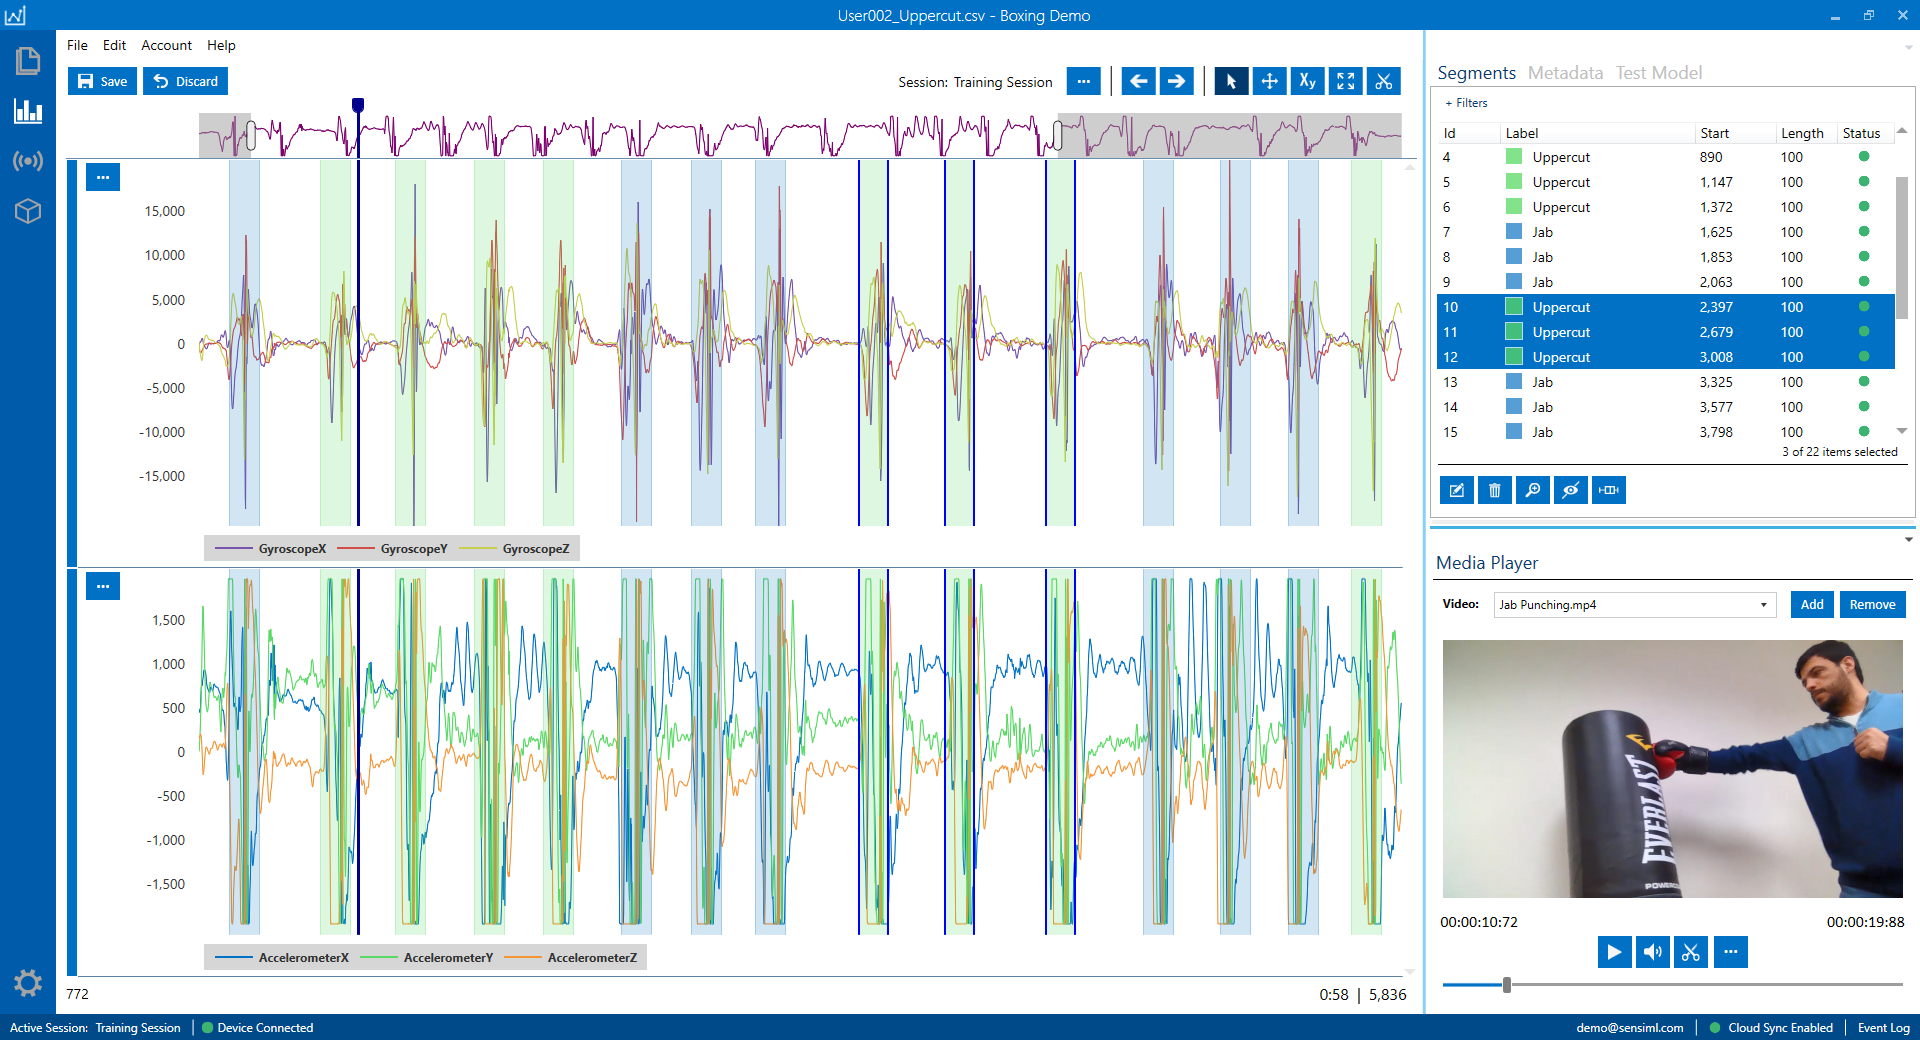 User002_Uppercut.csv - Boxing Demo
File Edit Account Help
Save Discard
Session: Training Session
15,000
10,000
5,000
0
-5,000
-10,000
-15,000
GyroscopeX GyroscopeY GyroscopeZ
1,500
1,000
500
0
-500
-1,000
-1,500
AccelerometerX AccelerometerY AccelerometerZ
772
0:58 | 5,836
Segments Metadata Test Model
+ Filters
Id Label Start Length Status
4 Uppercut 890 100
5 Uppercut 1,147 100
6 Uppercut 1,372 100
7 Jab 1,625 100
8 Jab 1,853 100
9 Jab 2,063 100
10 Uppercut 2,397 100
11 Uppercut 2,679 100
12 Uppercut 3,008 100
13 Jab 3,325 100
14 Jab 3,577 100
15 Jab 3,798 100
3 of 22 items selected
Media Player
Video: Jab Punching.mp4 Add Remove
EVERLAST
00:00:10:72 00:00:19:88
Active Session: Training Session Device Connected
demo@sensiml.com Cloud Sync Enabled Event Log